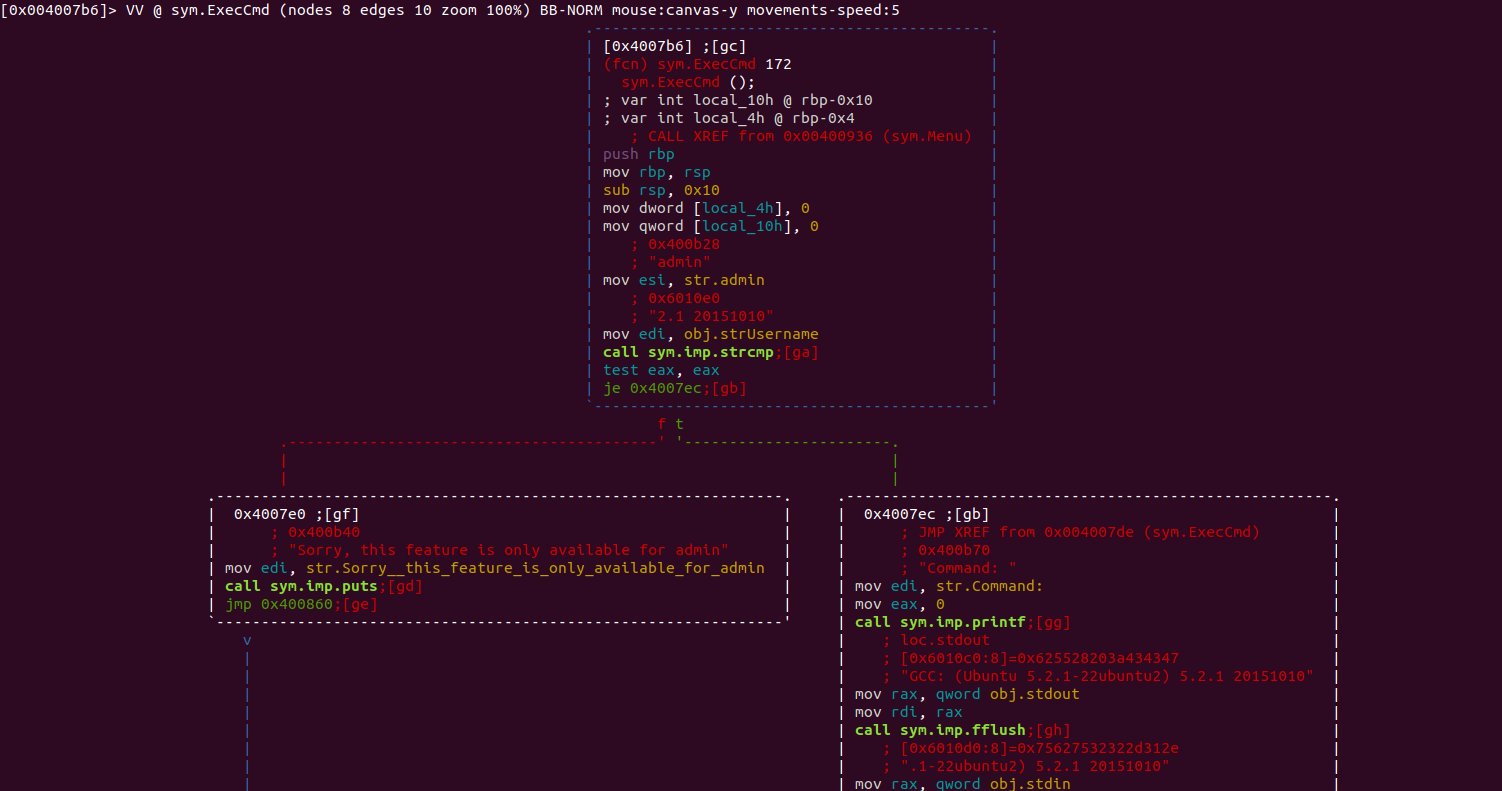 [0x004007b6]> VV @ sym.ExecCmd (nodes 8 edges 10 zoom 100%) BB-NORM mouse:canvas-y movements-speed:5
[0x4007b6] ;[gc]
(fcn) sym.ExecCmd 172
sym.ExecCmd ();
; var int local_10h @ rbp-0x10
; var int local_4h @ rbp-0x4
; CALL XREF from 0x00400936 (sym.Menu)
push rbp
mov rbp, rsp
sub rsp, 0x10
mov dword [local_4h], 0
mov qword [local_10h], 0
; 0x400b28
; "admin"
mov esi, str.admin
; 0x6010e0
; "2.1 20151010"
mov edi, obj.strUsername
call sym.imp.strcmp;[ga]
test eax, eax
je 0x4007ec;[gb]
f t
0x4007e0 ;[gf]
; 0x400b40
; "Sorry, this feature is only available for admin"
mov edi, str.Sorry__this_feature_is_only_available_for_admin
call sym.imp.puts;[gd]
jmp 0x400860;[ge]
v
0x4007ec ;[gb]
; JMP XREF from 0x004007de (sym.ExecCmd)
; 0x400b70
; "Command: "
mov edi, str.Command:
mov eax, 0
call sym.imp.printf;[gg]
; loc.stdout
; [0x6010c0:8]=0x625528203a434347
; "GCC: (Ubuntu 5.2.1-22ubuntu2) 5.2.1 20151010"
mov rax, qword obj.stdout
mov rdi, rax
call sym.imp.fflush;[gh]
; [0x6010d0:8]=0x75627532322d312e
; ".1-22ubuntu2) 5.2.1 20151010"
mov rax, qword obj.stdin